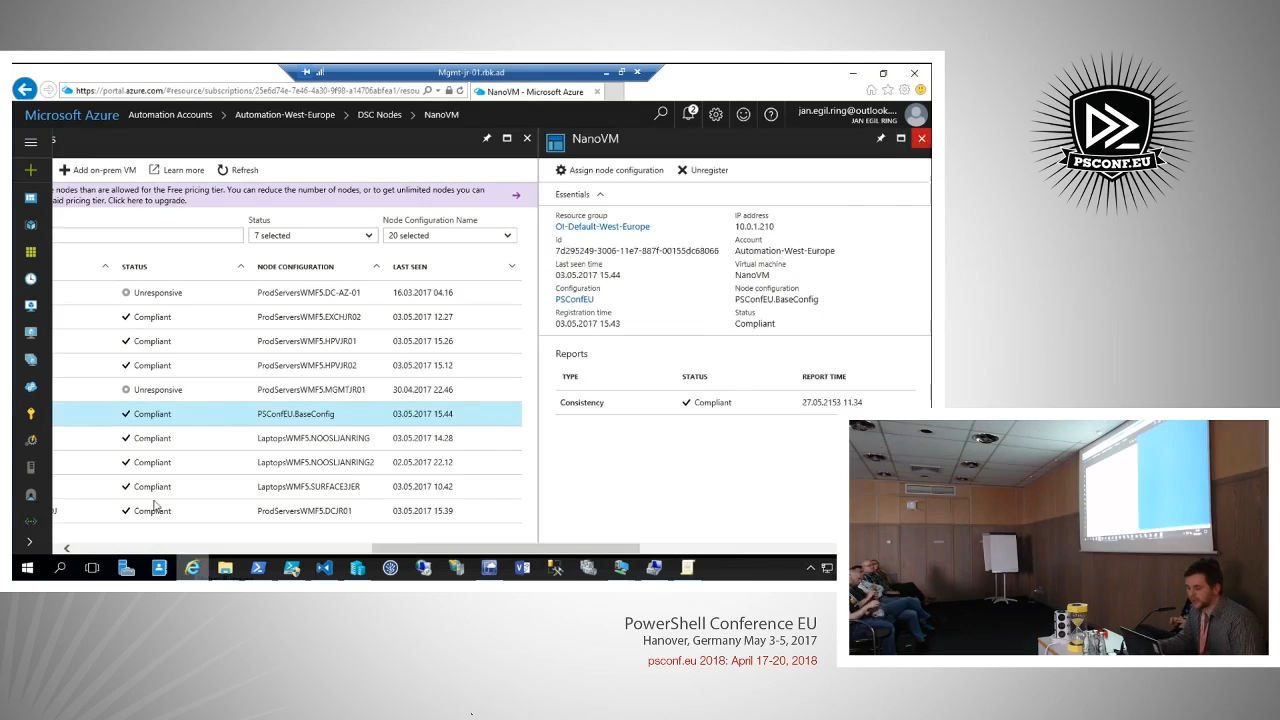 Mgmt-jr-01.rbk.ad
https://portal.azure.com/#resource/subscriptions/25e6d74e-7e46-4a30-9f98-a14706abfea1/resou
NanoVM - Microsoft Azure
Microsoft Azure
Automation Accounts > Automation-West-Europe > DSC Nodes > NanoVM
2
jan.egil.ring@outlook....
JAN EGIL RING
s
Add on-prem VM
Learn more
Refresh
nodes than are allowed for the Free pricing tier. You can reduce the number of nodes, or to get unlimited nodes you can
aid pricing tier. Click here to upgrade.
Status
Node Configuration Name
7 selected
20 selected
STATUS NODE CONFIGURATION LAST SEEN
Unresponsive ProdServersWMF5.DC-AZ-01 16.03.2017 04.16
Compliant ProdServersWMF5.EXCHJR02 03.05.2017 12.27
Compliant ProdServersWMF5.HPVJR01 03.05.2017 15.26
Compliant ProdServersWMF5.HPVJR02 03.05.2017 15.12
Unresponsive ProdServersWMF5.MGMTJR01 30.04.2017 22.46
Compliant PSConfEU.BaseConfig 03.05.2017 15.44
Compliant LaptopsWMF5.NOOSLJANRING 03.05.2017 14.28
Compliant LaptopsWMF5.NOOSLJANRING2 02.05.2017 22.12
Compliant LaptopsWMF5.SURFACE3JER 03.05.2017 10.42
Compliant ProdServersWMF5.DCJR01 03.05.2017 15.39
NanoVM
Assign node configuration
Unregister
Essentials
Resource group
OI-Default-West-Europe
Id
7d295249-3006-11e7-887f-00155dc68066
Last seen time
03.05.2017 15.44
Configuration
PSConfEU
Registration time
03.05.2017 15.43
IP address
10.0.1.210
Account
Automation-West-Europe
Virtual machine
NanoVM
Node configuration
PSConfEU.BaseConfig
Status
Compliant
Reports
TYPE STATUS REPORT TIME
Consistency Compliant 27.05.2153 11.34
PSCONF.EU
PowerShell Conference EU
Hanover, Germany May 3-5, 2017
psconf.eu 2018: April 17-20, 2018